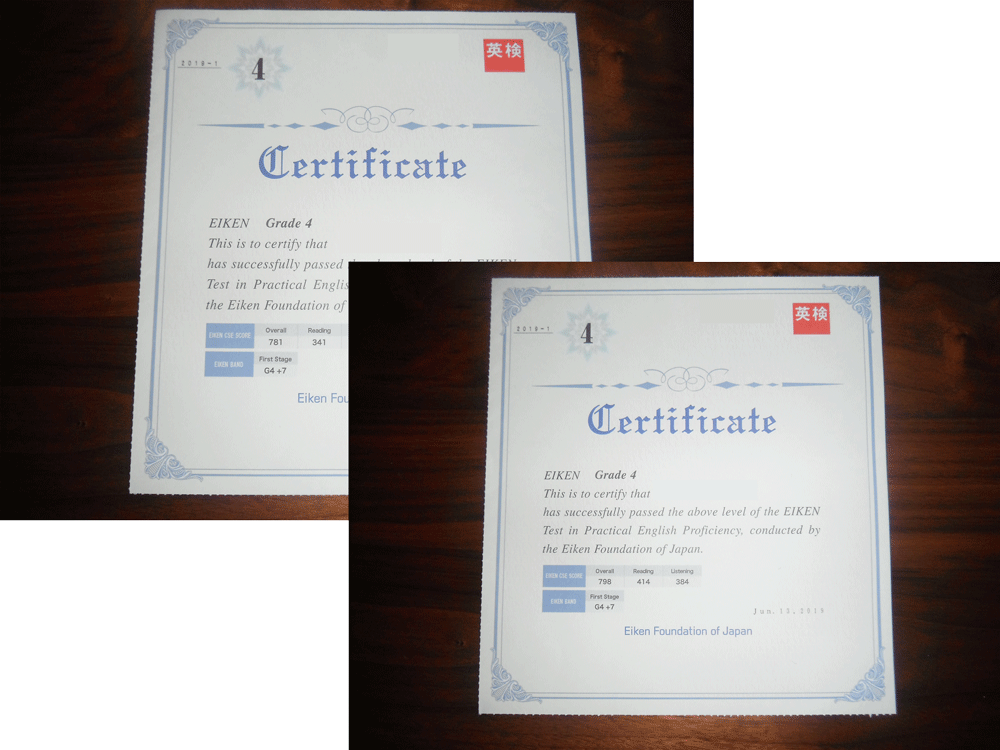 2019-1
4
英検
Certificate
EIKEN Grade 4
This is to certify that
has successfully passed
Test in Practical Englis
the Eiken Foundation of
EIKEN CSE SCORE
Overall
781
Reading
341
EIKEN BAND
First Stage
G4 +7
Eiken Fou
2019-1
4
英検
Certificate
EIKEN Grade 4
This is to certify that
has successfully passed the above level of the EIKEN
Test in Practical English Proficiency, conducted by
the Eiken Foundation of Japan.
EIKEN CSE SCORE
Overall
798
Reading
414
Listening
384
EIKEN BAND
First Stage
G4 +7
Jun.13,2019
Eiken Foundation of Japan